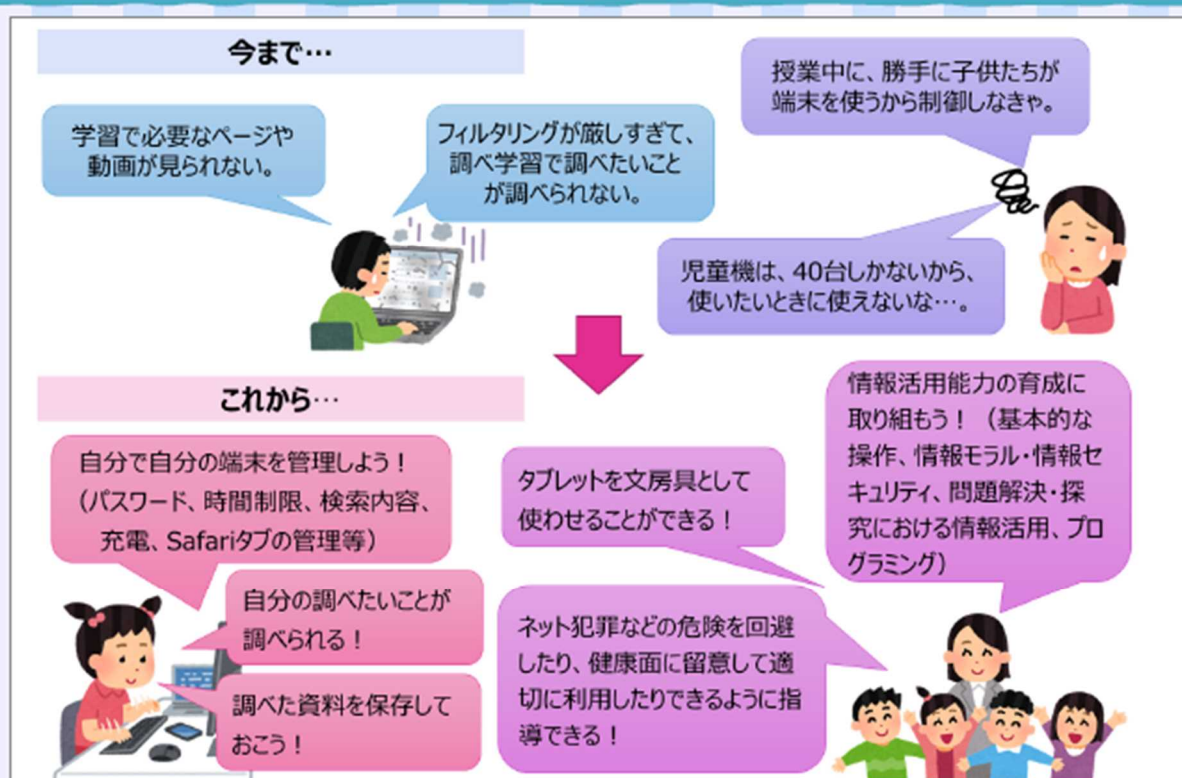 今まで…
学習で必要なページや
動画が見られない。
フィルタリングが厳しすぎて、
調べ学習で調べたいこと
が調べられない。
授業中に、勝手に子供たちが
端末を使うから制御しなきゃ。
児童機は、40台しかないから、
使いたいときに使えないな…。
これから…
自分で自分の端末を管理しよう！
（パスワード、時間制限、検索内容、
充電、Safariタブの管理等）
自分の調べたいことが
調べられる！
調べた資料を保存して
おこう！
タブレットを文房具として
使わせることができる！
ネット犯罪などの危険を回避
したり、健康面に留意して適
切に利用したりできるように指
導できる！
情報活用能力の育成に
取り組もう！（基本的な
操作、情報モラル・情報セ
キュリティ、問題解決・探
究における情報活用、プロ
グラミング）